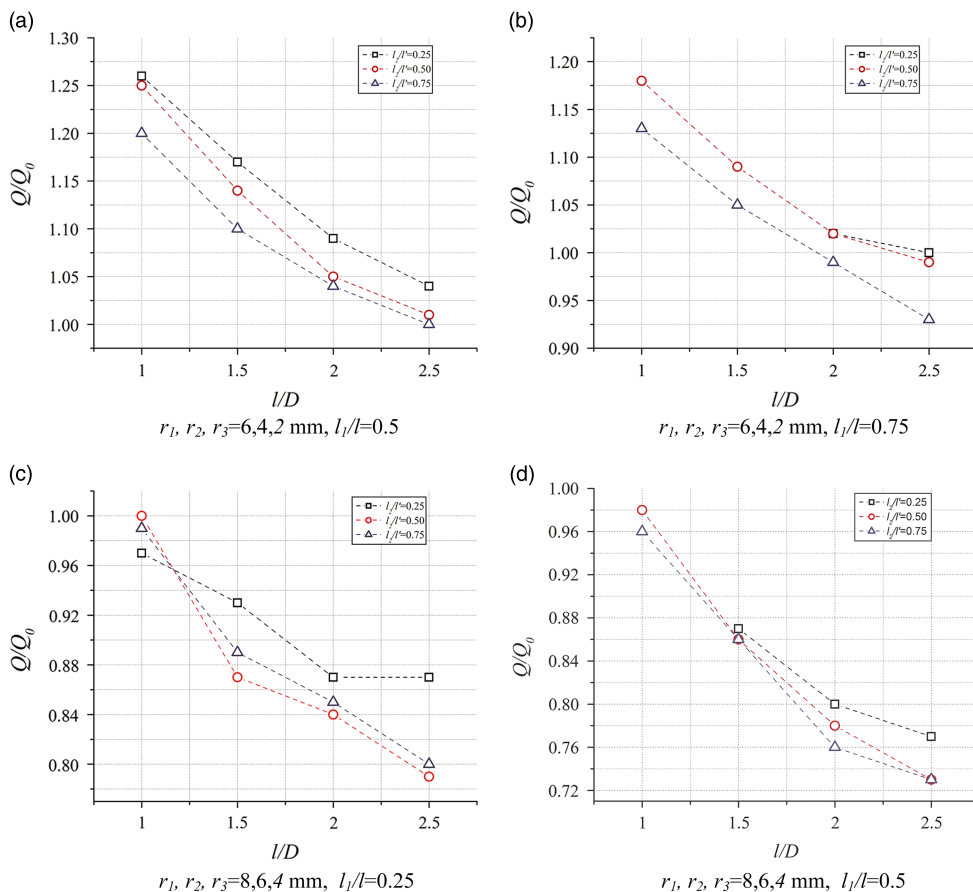 (a)
1.30
1.25
1.20
1.15
1.10
1.05
1.00
Q/Q₀
l₂/l'=0.25
l₂/l'=0.50
l₂/l'=0.75
1 1.5 2 2.5
l/D
r₁, r₂, r₃=6,4,2 mm, l₁/l=0.5
(b)
1.20
1.15
1.10
1.05
1.00
0.95
0.90
Q/Q₀
l₂/l'=0.25
l₂/l'=0.50
l₂/l'=0.75
1 1.5 2 2.5
l/D
r₁, r₂, r₃=6,4,2 mm, l₁/l=0.75
(c)
1.00
0.96
0.92
0.88
0.84
0.80
Q/Q₀
l₂/l'=0.25
l₂/l'=0.50
l₂/l'=0.75
1 1.5 2 2.5
l/D
r₁, r₂, r₃=8,6,4 mm, l₁/l=0.25
(d)
1.00
0.96
0.92
0.88
0.84
0.80
0.76
0.72
Q/Q₀
l₂/l'=0.25
l₂/l'=0.50
l₂/l'=0.75
1 1.5 2 2.5
l/D
r₁, r₂, r₃=8,6,4 mm, l₁/l=0.5